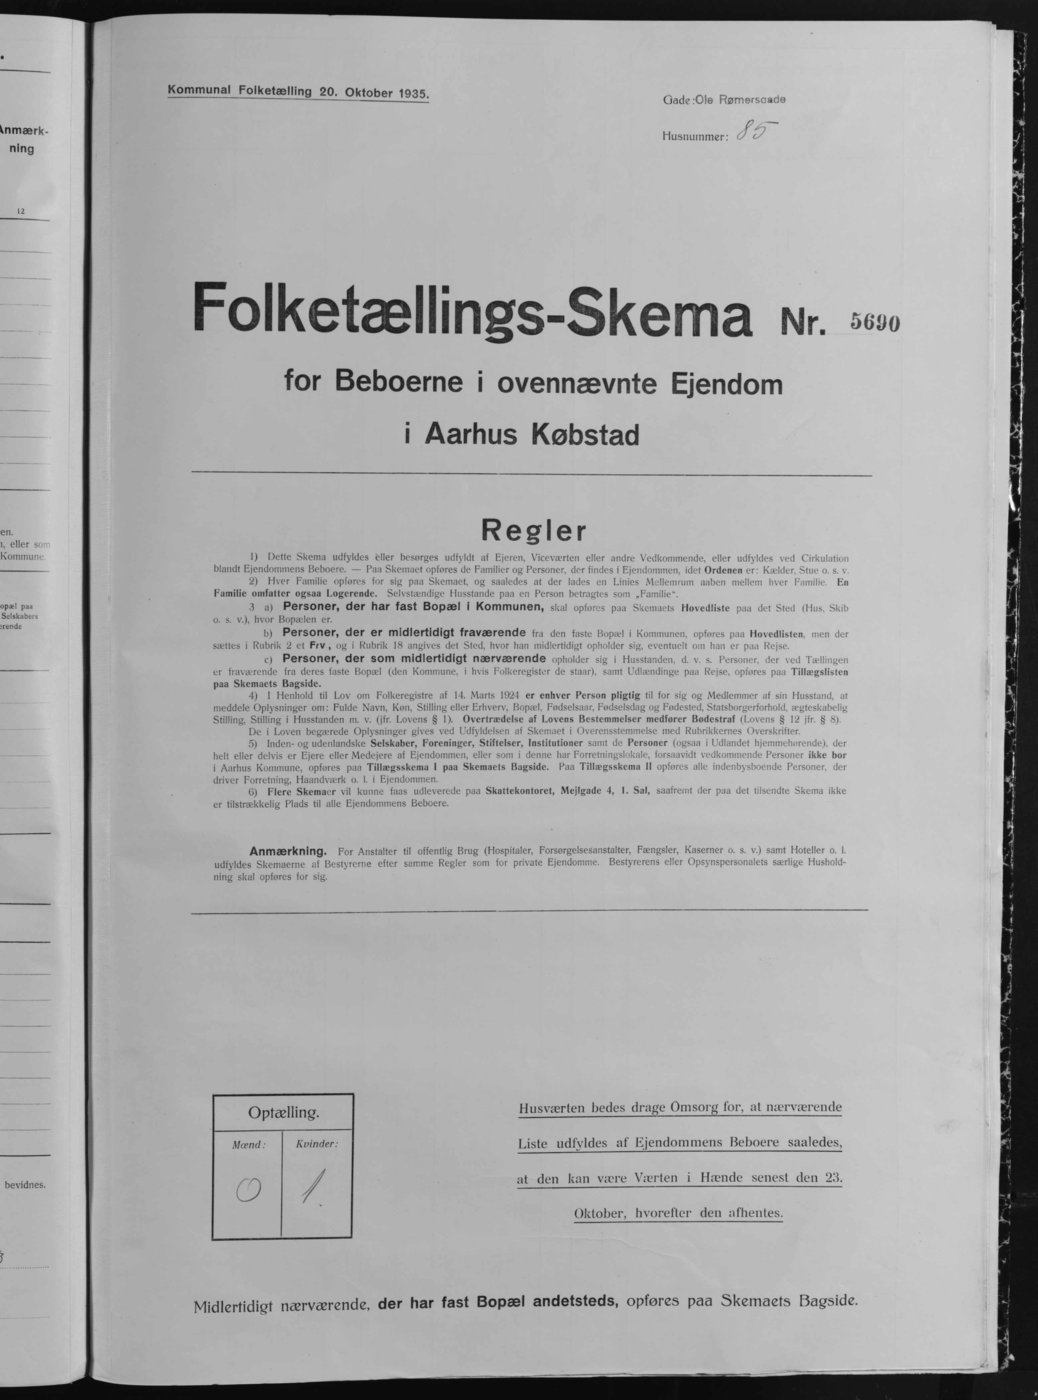 Anmærk-
ning
12
en.
, eller som
Kommune.
opæl paa
Selskabers
erende
bevidnes.
Kommunal Folketælling 20. Oktober 1935.
Gade: Ole Rømersgade
Husnummer: 85
Folketællings-Skema Nr. 5690
for Beboerne i ovennævnte Ejendom
i Aarhus Købstad
Regler
1) Dette Skema udfyldes eller besørges udfyldt af Ejeren, Viceværten eller andre Vedkommende, eller udfyldes ved Cirkulation
blandt Ejendommens Beboere. — Paa Skemaet opføres de Familier og Personer, der findes i Ejendommen, idet Ordenen er: Kælder, Stue o. s. v.
2) Hver Familie opføres for sig paa Skemaet, og saaledes at der lades en Linies Mellemrum aaben mellem hver Familie. En
Familie omfatter ogsaa Logerende. Selvstændige Husstande paa en Person betragtes som „Familie".
3 a) Personer, der har fast Bopæl i Kommunen, skal opføres paa Skemaets Hovedliste paa det Sted (Hus, Skib
o. s. v.), hvor Bopælen er.
b) Personer, der er midlertidigt fraværende fra den faste Bopæl i Kommunen, opføres paa Hovedlisten, men der
sættes i Rubrik 2 et Frv., og i Rubrik 18 angives det Sted, hvor han midlertidigt opholder sig, eventuelt om han er paa Rejse.
c) Personer, der som midlertidigt nærværende opholder sig i Husstanden, d. v. s. Personer, der ved Tællingen
er fraværende fra deres faste Bopæl (den Kommune, i hvis Folkeregister de staar), samt Udlændinge paa Rejse, opføres paa Tillægslisten
paa Skemaets Bagside.
4) I Henhold til Lov om Folkeregistre af 14. Marts 1924 er enhver Person pligtig til for sig og Medlemmer af sin Husstand, at
meddele Oplysninger om: Fulde Navn, Køn, Stilling eller Erhverv, Bopæl, Fødselsaar, Fødselsdag og Fødested, Statsborgerforhold, ægteskabelig
Stilling, Stilling i Husstanden m. v. (jfr. Lovens § 1). Overtrædelse af Lovens Bestemmelser medfører Bødestraf (Lovens § 12 jfr. § 8).
De i Loven begærede Oplysninger gives ved Udfyldelsen af Skemaet i Overensstemmelse med Rubrikkernes Overskrifter.
5) Inden- og udenlandske Selskaber, Foreninger, Stiftelser, Institutioner samt de Personer (ogsaa i Udlandet hjemmehørende), der
helt eller delvis er Ejere eller Medejere af Ejendommen, eller som i denne har Forretningslokale, forsaavidt vedkommende Personer ikke bor
i Aarhus Kommune, opføres paa Tillægsskema I paa Skemaets Bagside. Paa Tillægsskema II opføres alle indenbysboende Personer, der
driver Forretning, Haandværk o. l. i Ejendommen.
6) Flere Skemaer vil kunne faas udleverede paa Skattekontoret, Mejlgade 4, 1. Sal, saafremt der paa det tilsendte Skema ikke
er tilstrækkelig Plads til alle Ejendommens Beboere.
Anmærkning. For Anstalter til offentlig Brug (Hospitaler, Forsørgelsesanstalter, Fængsler, Kaserner o. s. v.) samt Hoteller o. l.
udfyldes Skemaerne af Bestyrerne efter samme Regler som for private Ejendomme. Bestyrerens eller Opsynspersonalets særlige Hushold-
ning skal opføres for sig.
Optælling.
Mænd: Kvinder:
0 1.
Husværten bedes drage Omsorg for, at nærværende
Liste udfyldes af Ejendommens Beboere saaledes,
at den kan være Værten i Hænde senest den 23.
Oktober, hvorefter den afhentes.
Midlertidigt nærværende, der har fast Bopæl andetsteds, opføres paa Skemaets Bagside.